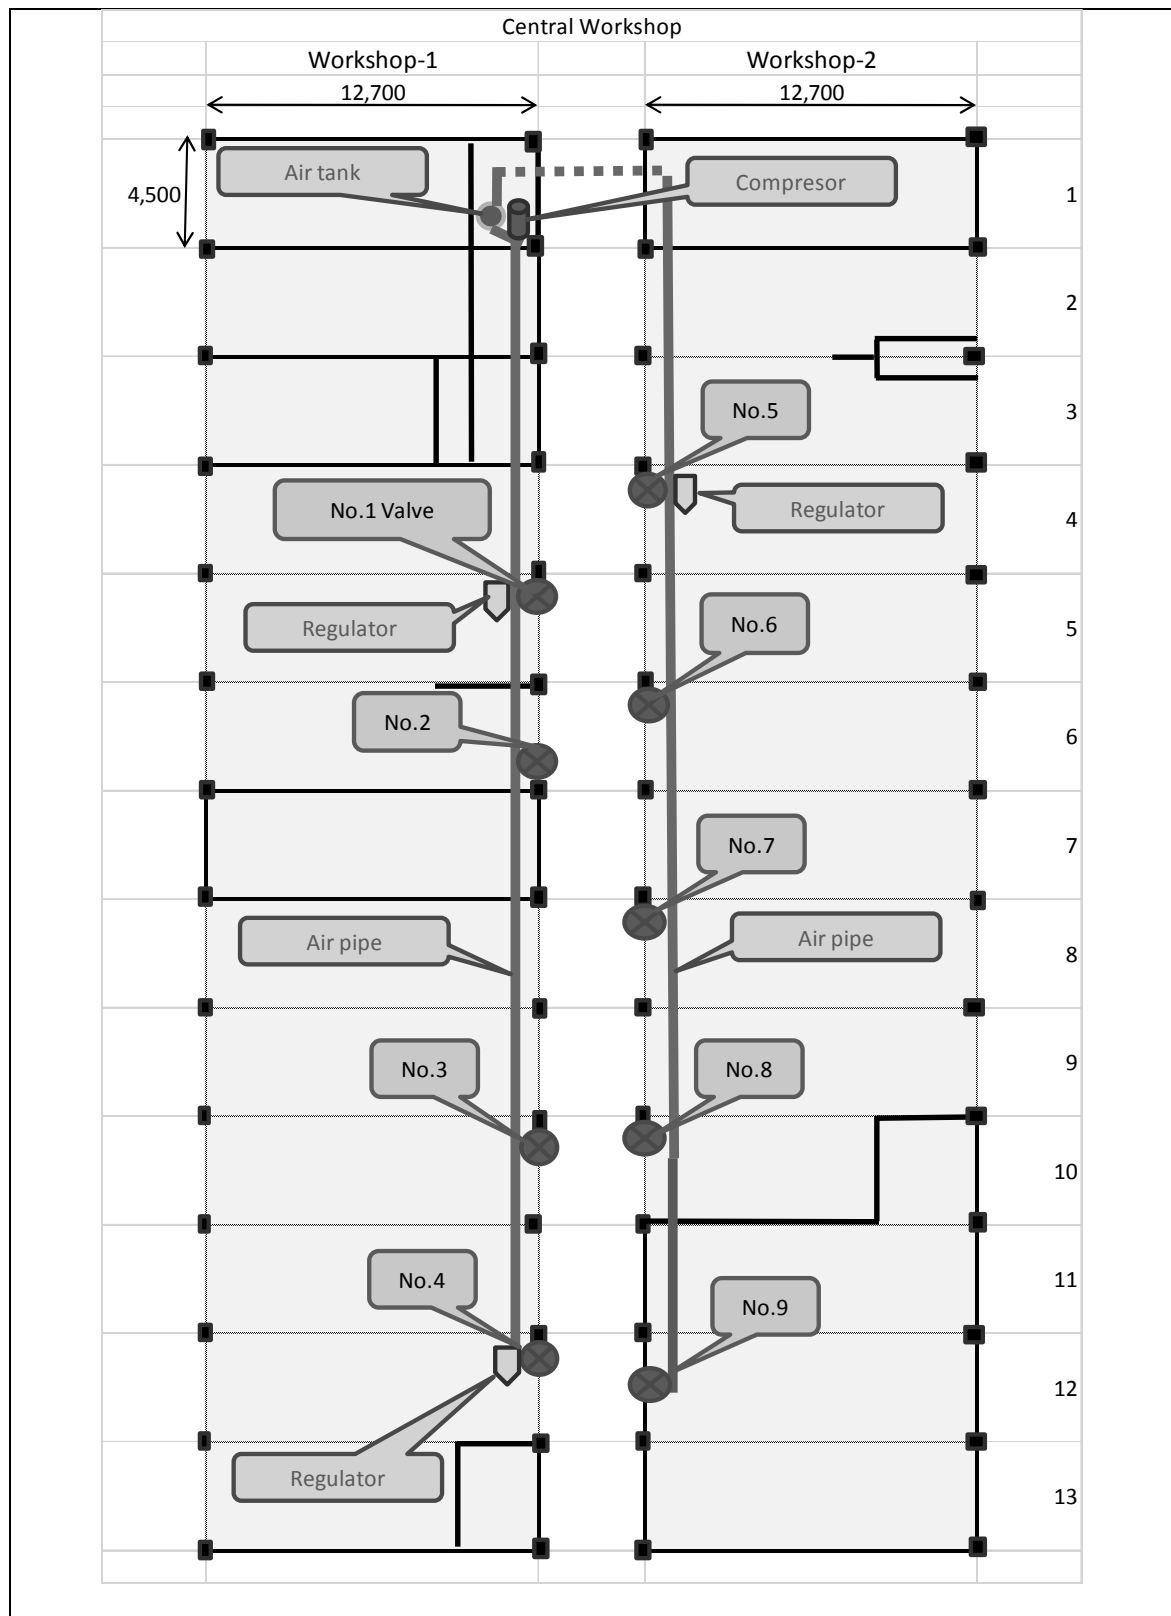 Central Workshop
Workshop-1 Workshop-2
12,700 12,700
Air tank
Compresor
4,500
1
2
No.5
3
No.1 Valve
Regulator
4
Regulator
No.6
5
No.2
6
No.7
7
Air pipe
Air pipe
8
No.3
No.8
9
10
No.4
No.9
11
12
Regulator
13